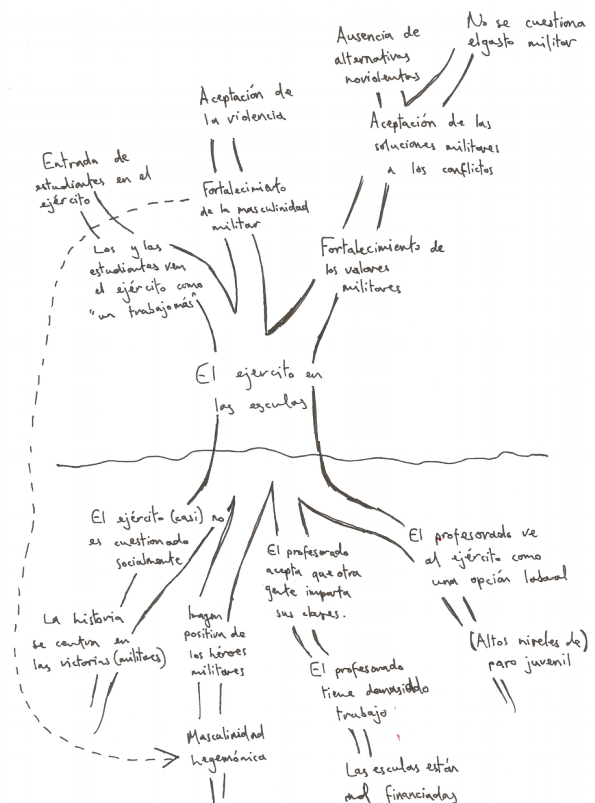 Ausencia de
alternativas
noviolentas
No se cuestiona
el gasto militar
Aceptación de
la violencia
Aceptación de las
soluciones militares
a los conflictos
Entrada de
estudiantes en el
ejército
Fortalecimiento
de la masculinidad
militar
Los y las
estudiantes ven
el ejército como
"un trabajo más"
Fortalecimiento de
los valores
militares
El ejercito en
las esculas
El ejército (casi) no
es cuestionado
socialmente
El profesorado
acepta que otra
gente imparta
sus clases.
El profesorado ve
al ejército como
una opción laboral
La historia
se centra en
las victorias (militares)
Imagen
positiva de
los héroes
militares
El profesorado
tiene demasiado
trabajo
(Altos niveles de)
paro juvenil
Masculinidad
hegemónica
Las esculas están
mal financiadas